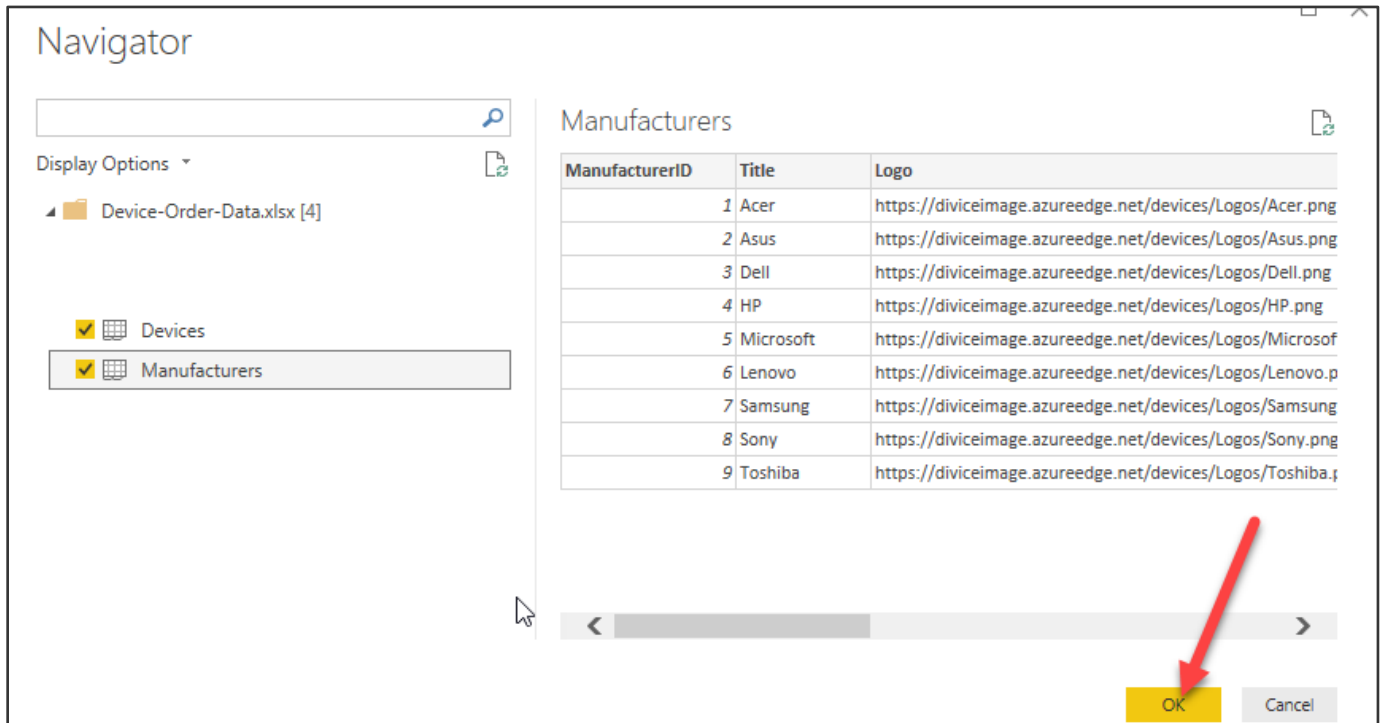 Navigator
Display Options
Device-Order-Data.xlsx [4]
Devices
Manufacturers
Manufacturers
ManufacturerID Title Logo
1 Acer https://diviceimage.azureedge.net/devices/Logos/Acer.png
2 Asus https://diviceimage.azureedge.net/devices/Logos/Asus.png
3 Dell https://diviceimage.azureedge.net/devices/Logos/Dell.png
4 HP https://diviceimage.azureedge.net/devices/Logos/HP.png
5 Microsoft https://diviceimage.azureedge.net/devices/Logos/Microsof
6 Lenovo https://diviceimage.azureedge.net/devices/Logos/Lenovo.p
7 Samsung https://diviceimage.azureedge.net/devices/Logos/Samsung
8 Sony https://diviceimage.azureedge.net/devices/Logos/Sony.png
9 Toshiba https://diviceimage.azureedge.net/devices/Logos/Toshiba.p
OK Cancel